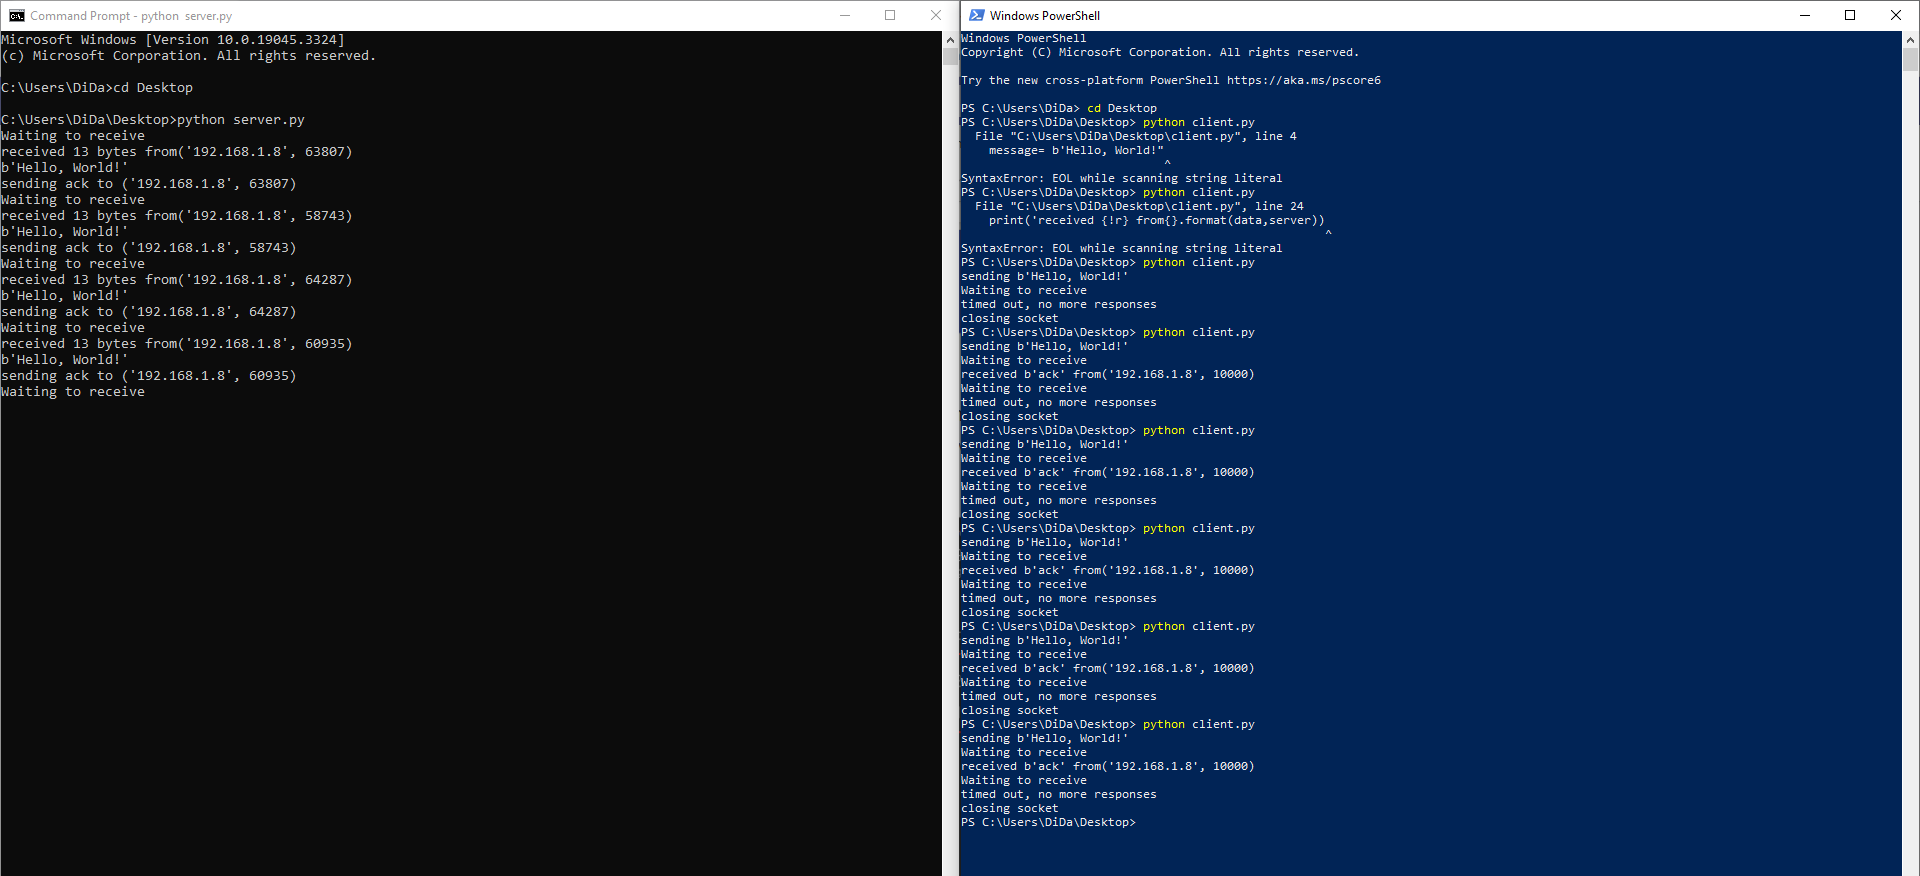 Command Prompt - python  server.py
Microsoft Windows [Version 10.0.19045.3324]
(c) Microsoft Corporation. All rights reserved.
C:\Users\DiDa>cd Desktop
C:\Users\DiDa\Desktop>python server.py
Waiting to receive
received 13 bytes from('192.168.1.8', 63807)
b'Hello, World!'
sending ack to ('192.168.1.8', 63807)
Waiting to receive
received 13 bytes from('192.168.1.8', 58743)
b'Hello, World!'
sending ack to ('192.168.1.8', 58743)
Waiting to receive
received 13 bytes from('192.168.1.8', 64287)
b'Hello, World!'
sending ack to ('192.168.1.8', 64287)
Waiting to receive
received 13 bytes from('192.168.1.8', 60935)
b'Hello, World!'
sending ack to ('192.168.1.8', 60935)
Waiting to receive
Windows PowerShell
Windows PowerShell
Copyright (C) Microsoft Corporation. All rights reserved.
Try the new cross-platform PowerShell https://aka.ms/pscore6
PS C:\Users\DiDa> cd Desktop
PS C:\Users\DiDa\Desktop> python client.py
  File "C:\Users\DiDa\Desktop\client.py", line 4
    message= b'Hello, World!"
                             ^
SyntaxError: EOL while scanning string literal
PS C:\Users\DiDa\Desktop> python client.py
  File "C:\Users\DiDa\Desktop\client.py", line 24
    print('received {!r} from{}.format(data,server))
                                                    ^
SyntaxError: EOL while scanning string literal
PS C:\Users\DiDa\Desktop> python client.py
sending b'Hello, World!'
Waiting to receive
timed out, no more responses
closing socket
PS C:\Users\DiDa\Desktop> python client.py
sending b'Hello, World!'
Waiting to receive
received b'ack' from('192.168.1.8', 10000)
Waiting to receive
timed out, no more responses
closing socket
PS C:\Users\DiDa\Desktop> python client.py
sending b'Hello, World!'
Waiting to receive
received b'ack' from('192.168.1.8', 10000)
Waiting to receive
timed out, no more responses
closing socket
PS C:\Users\DiDa\Desktop> python client.py
sending b'Hello, World!'
Waiting to receive
received b'ack' from('192.168.1.8', 10000)
Waiting to receive
timed out, no more responses
closing socket
PS C:\Users\DiDa\Desktop> python client.py
sending b'Hello, World!'
Waiting to receive
received b'ack' from('192.168.1.8', 10000)
Waiting to receive
timed out, no more responses
closing socket
PS C:\Users\DiDa\Desktop> python client.py
sending b'Hello, World!'
Waiting to receive
received b'ack' from('192.168.1.8', 10000)
Waiting to receive
timed out, no more responses
closing socket
PS C:\Users\DiDa\Desktop>